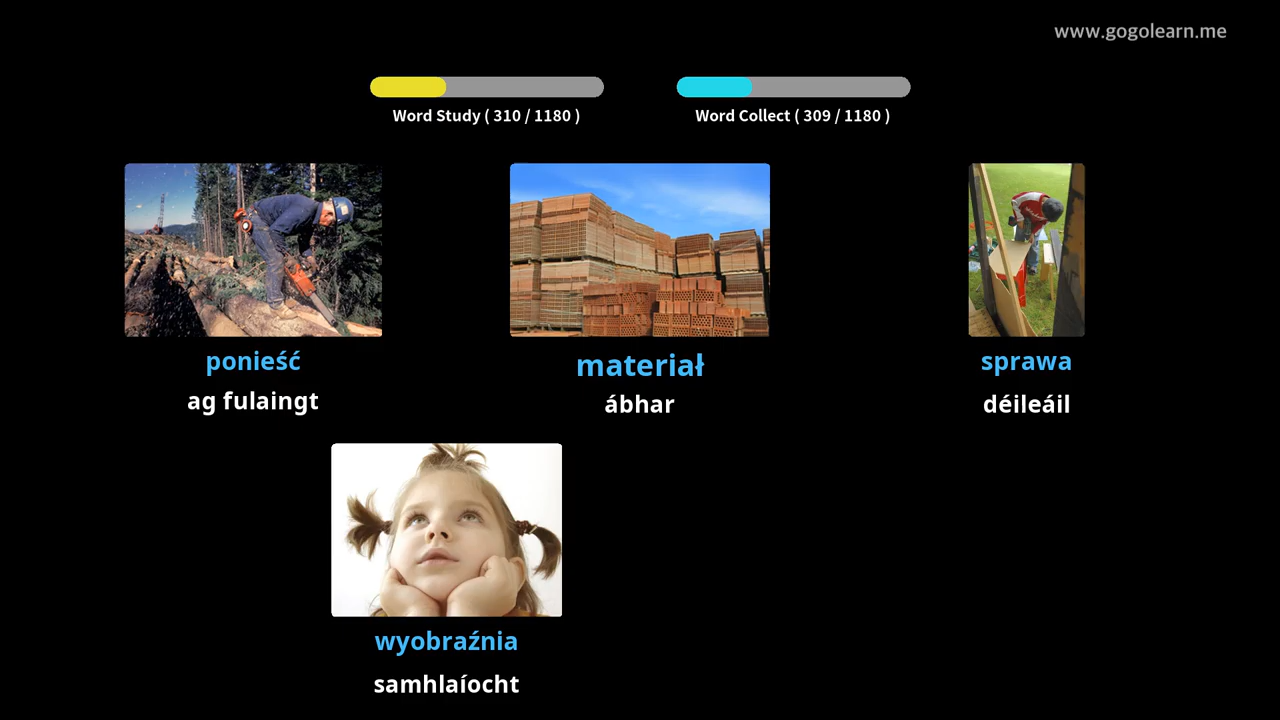 www.gogolearn.me
Word Study ( 310 / 1180 )
Word Collect ( 309 / 1180 )
ponieść
materiał
sprawa
ag fulaingt
ábhar
déileáil
wyobraźnia
samhlaíocht